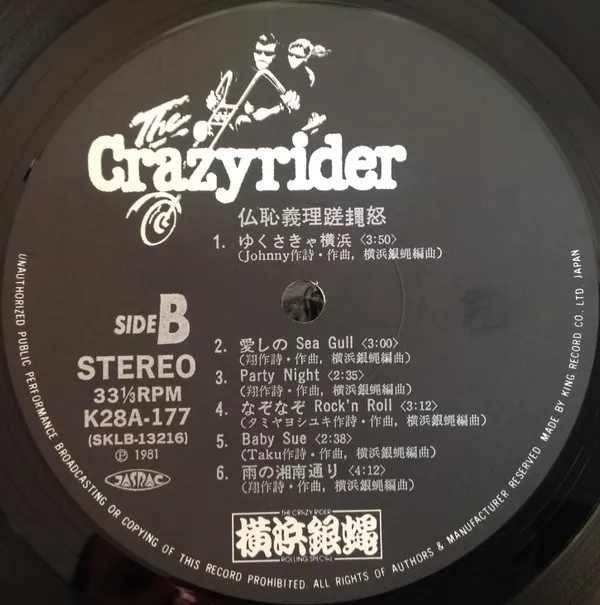 The
Crazyrider
仏恥義理蹉䵷怒
1. ゆくさきゃ横浜〈3:50〉
(Johnny作詩・作曲, 横浜銀蝿編曲)
SIDE B
STEREO
33⅓RPM
K28A-177
(SKLB-13216)
Ⓟ 1981
JASRAC
2. 愛しの Sea Gull〈3:00〉
(翔作詩・作曲, 横浜銀蝿編曲)
3. Party Night〈2:35〉
(翔作詩・作曲, 横浜銀蝿編曲)
4. なぞなぞ Rock'n Roll〈3:12〉
(タミヤヨシユキ作詩・作曲, 横浜銀蝿編曲)
5. Baby Sue〈2:38〉
(Taku作詩・作曲, 横浜銀蝿編曲)
6. 雨の湘南通り〈4:12〉
(翔作詩・作曲, 横浜銀蝿編曲)
THE CRAZY RIDER
横浜銀蝿
ROLLING SPECIAL
UNAUTHORIZED PUBLIC PERFORMANCE BROADCASTING OR COPYING OF THIS RECORD PROHIBITED. ALL RIGHTS OF AUTHORS & MANUFACTURER RESERVED. MADE BY KING RECORD CO., LTD. JAPAN